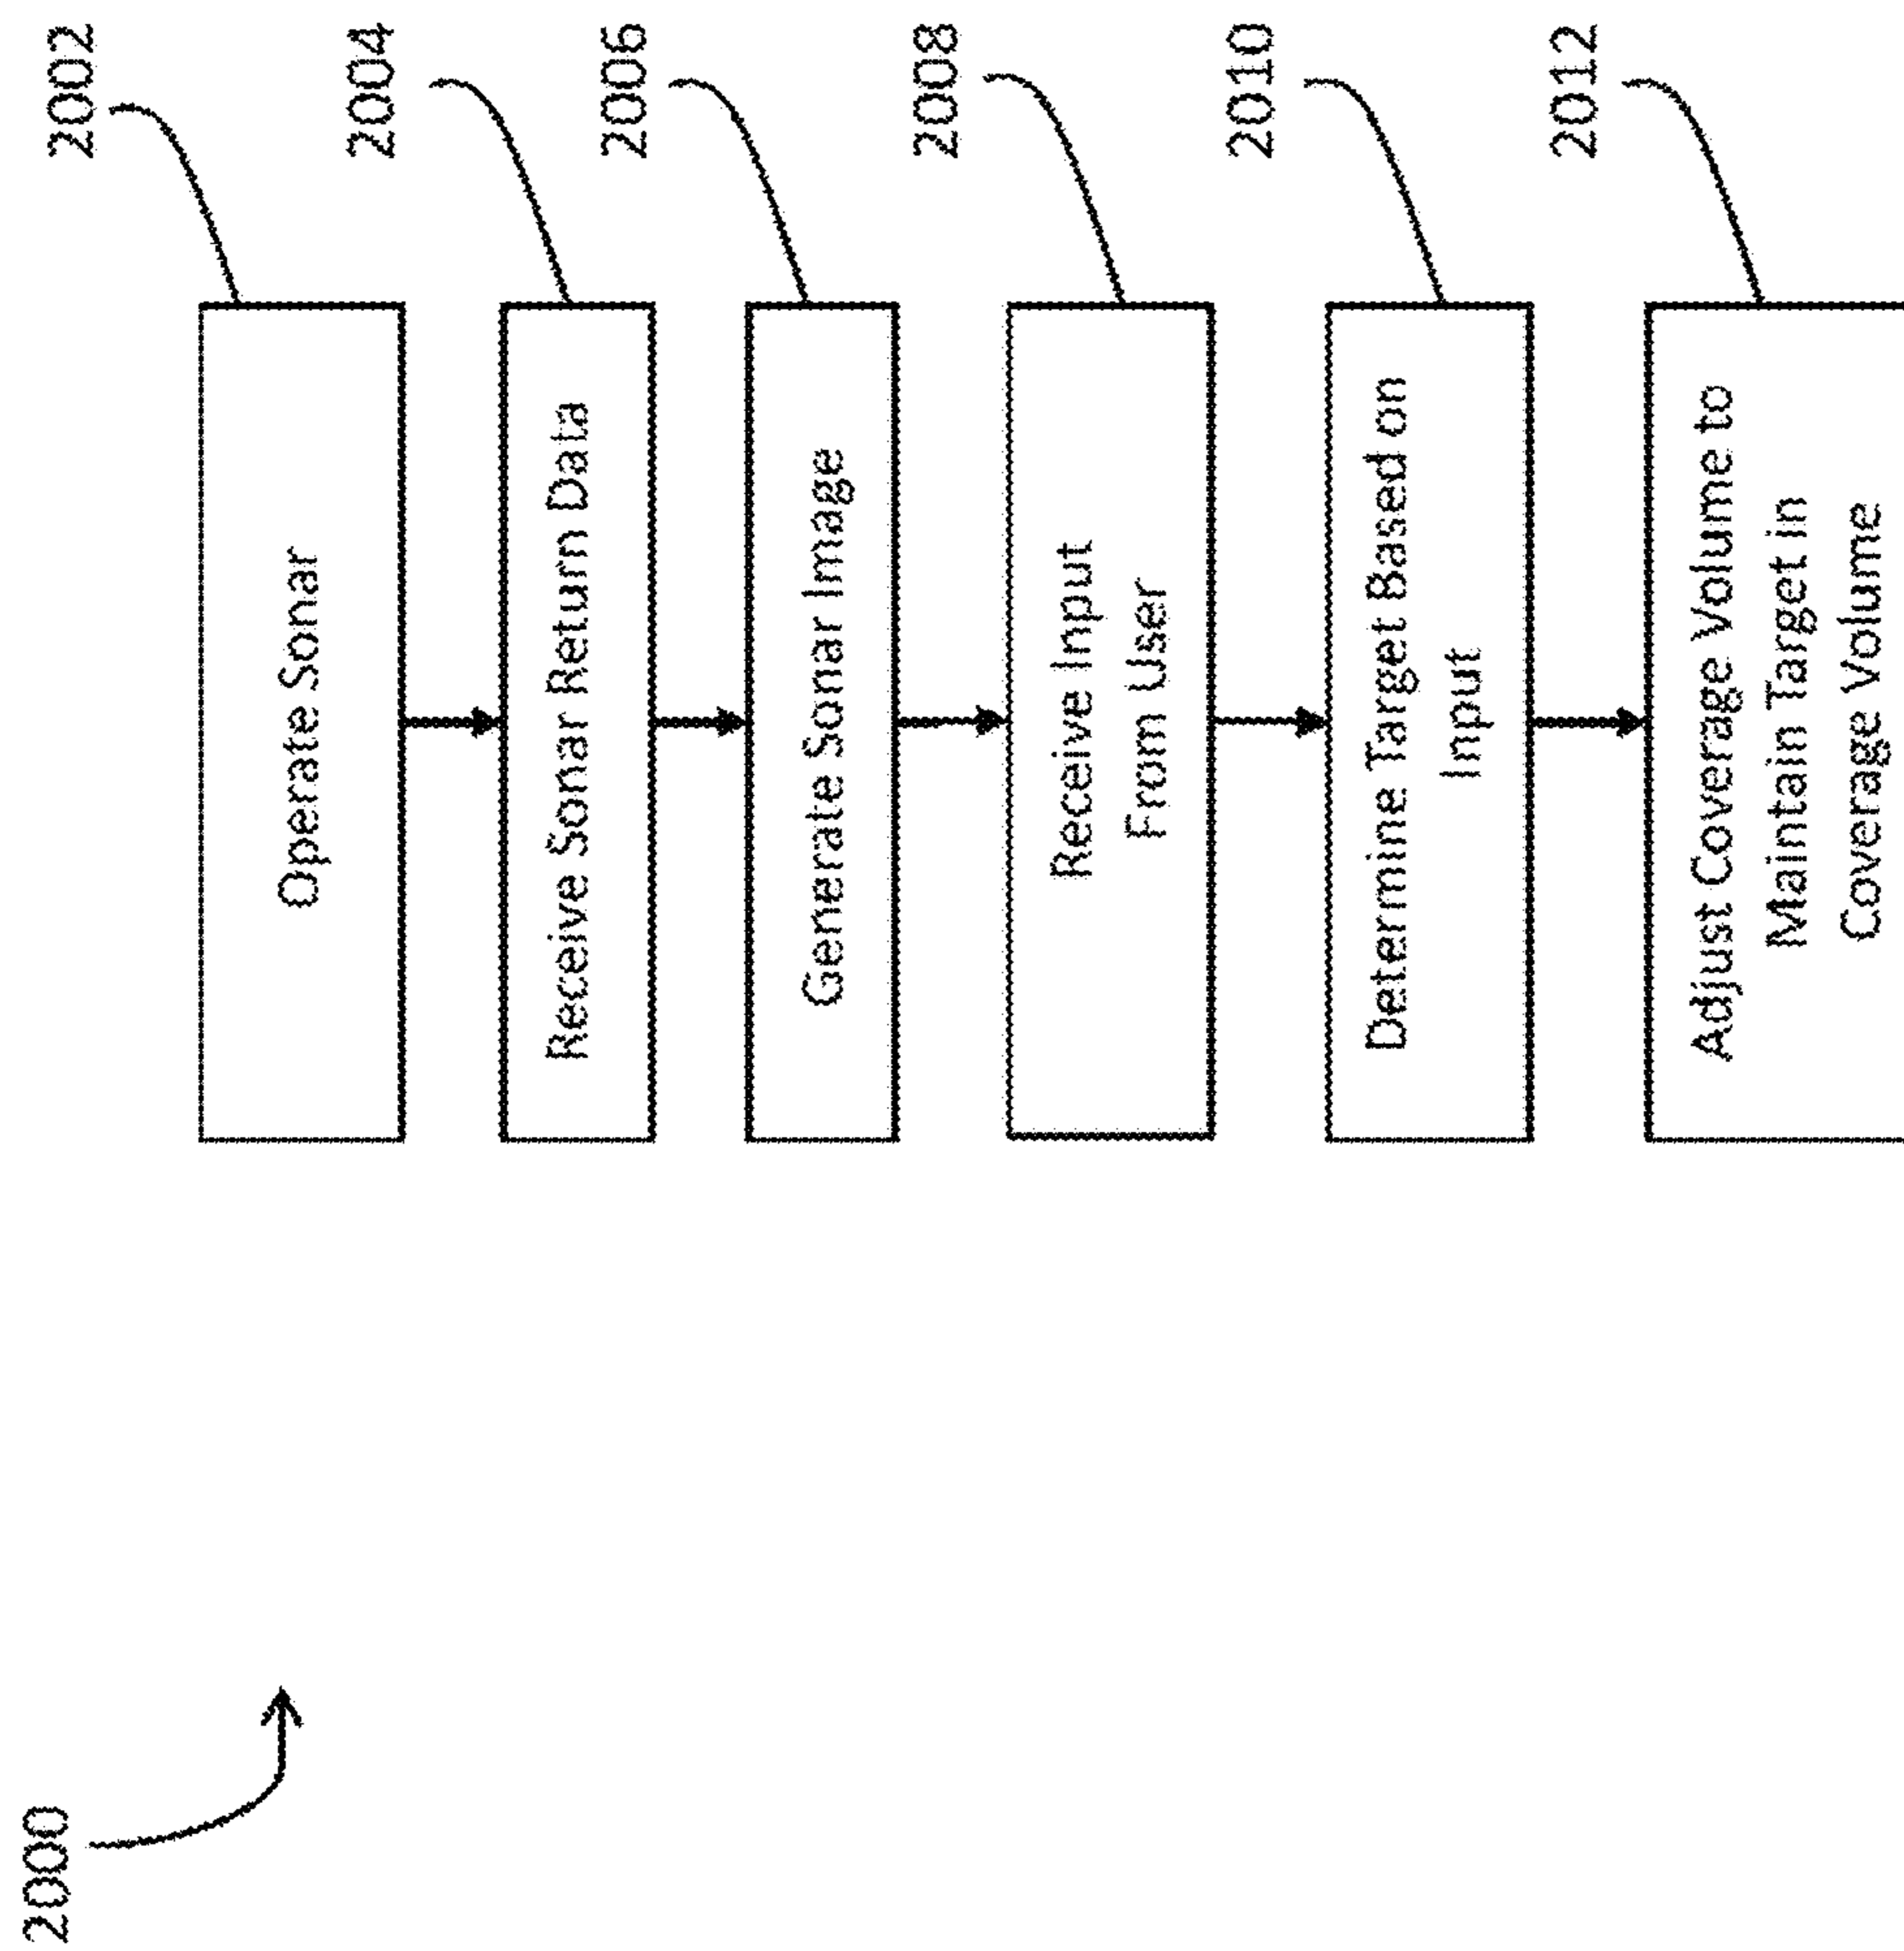 2000
2002
Operate Sonar
2004
Receive Sonar Return Data
2006
Generate Sonar Image
2008
Receive Input
From User
2010
Determine Target Based on
Input
2012
Adjust Coverage Volume to
Maintain Target in
Coverage Volume